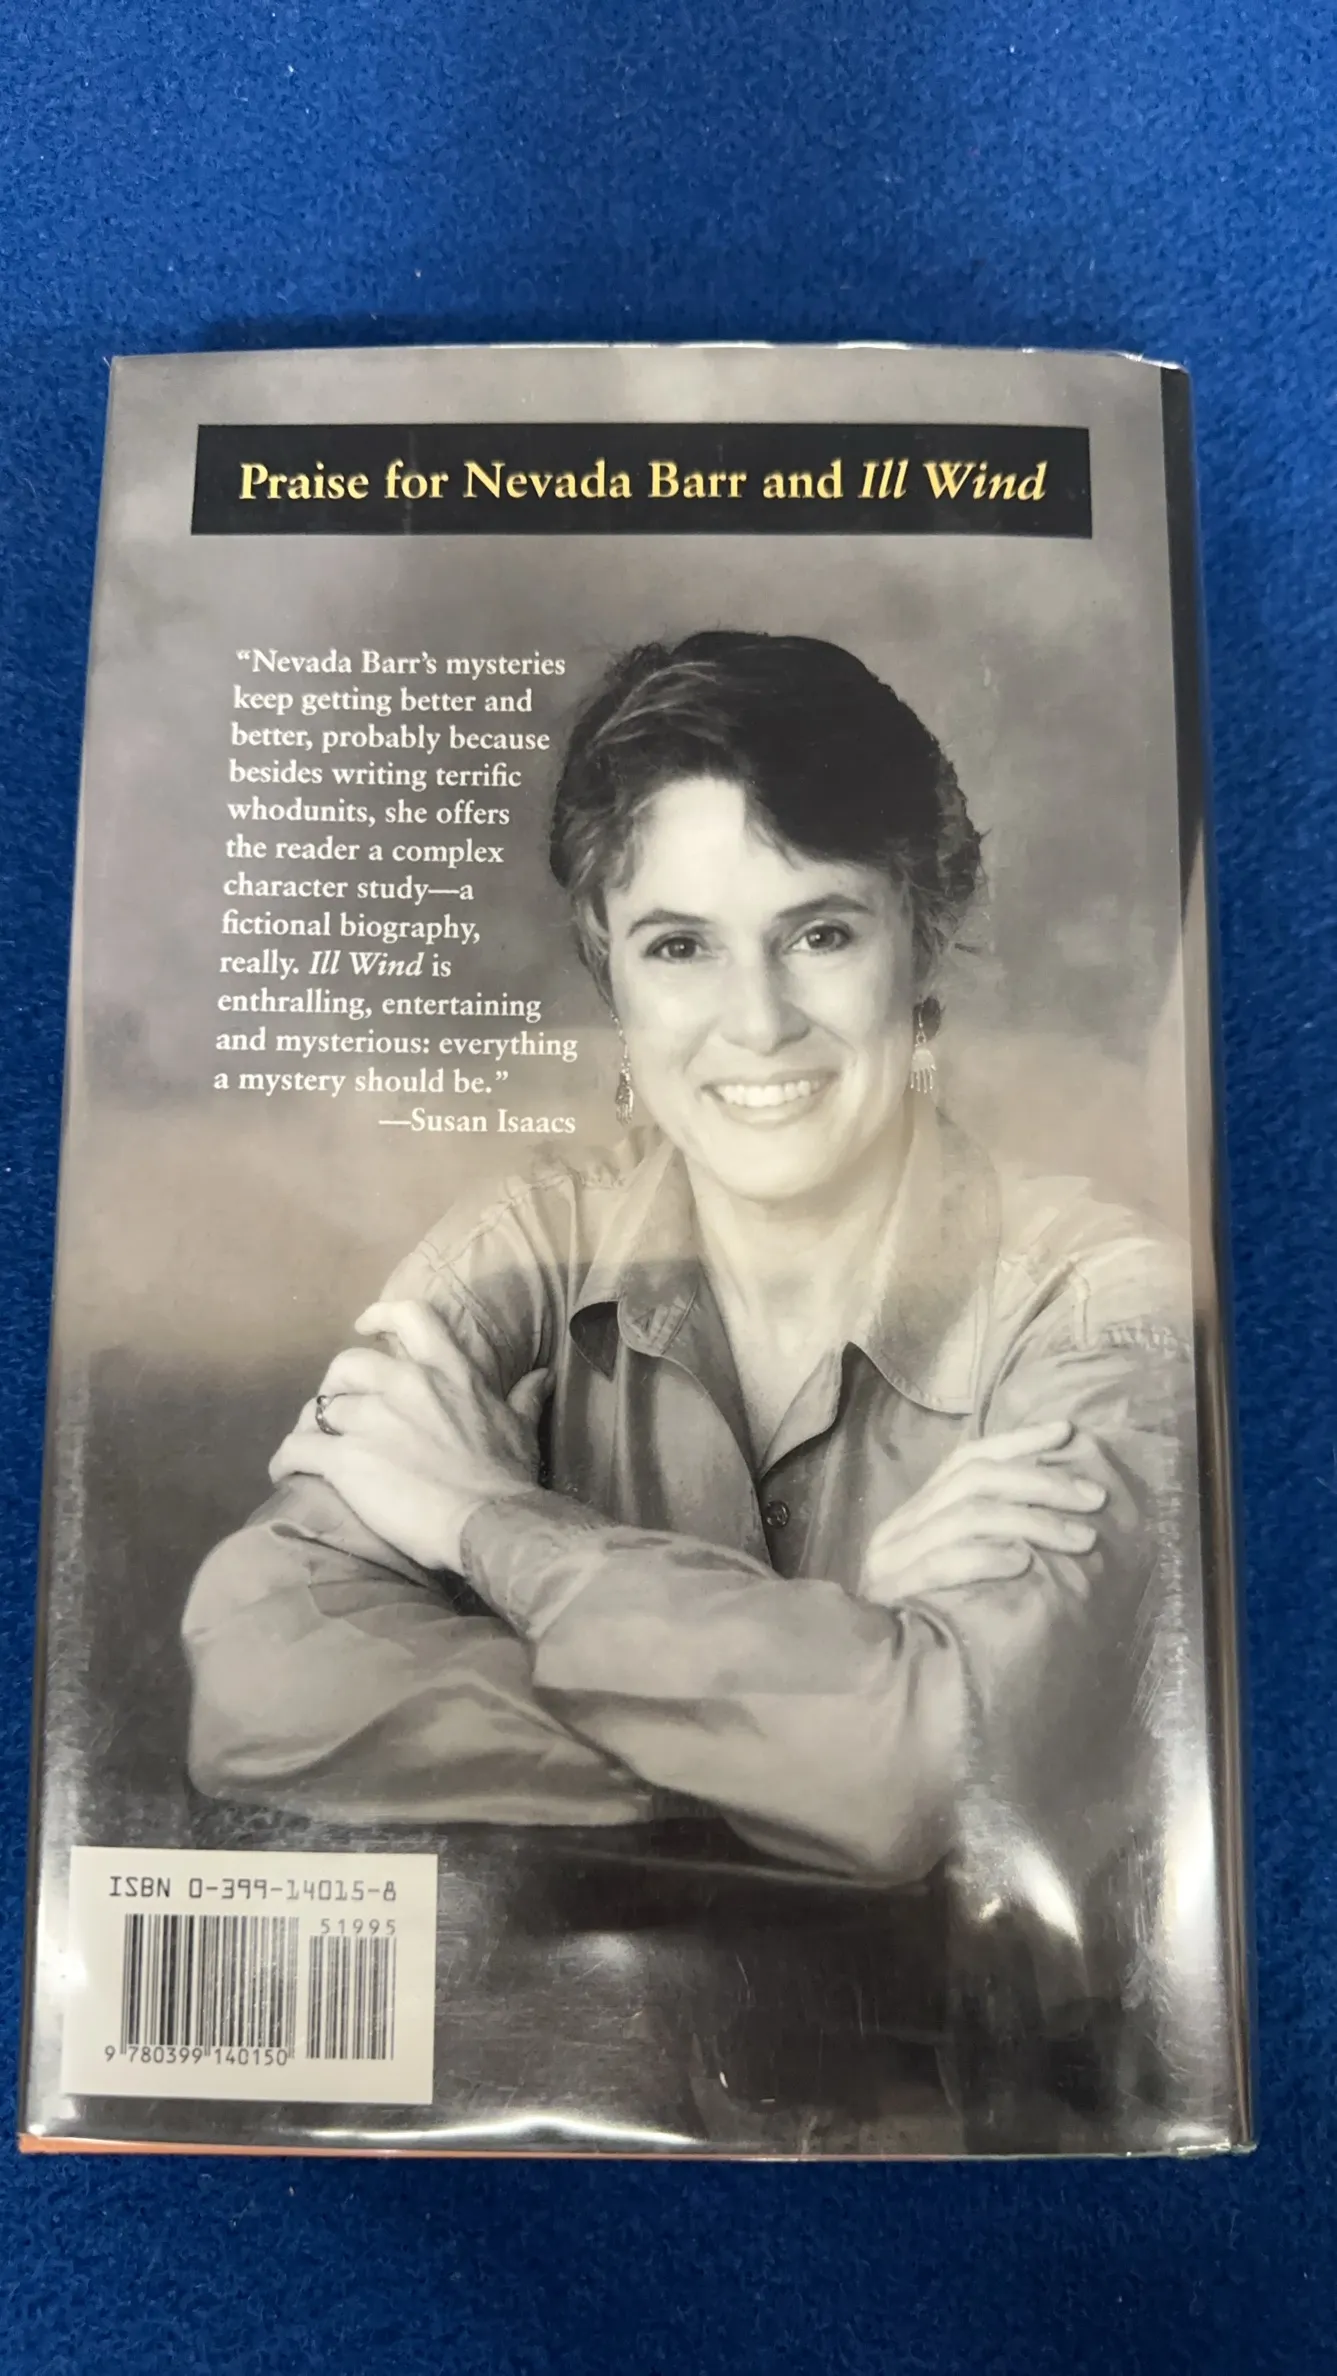 Praise for Nevada Barr and Ill Wind
“Nevada Barr’s mysteries
keep getting better and
better, probably because
besides writing terrific
whodunits, she offers
the reader a complex
character study—a
fictional biography,
really. Ill Wind is
enthralling, entertaining
and mysterious: everything
a mystery should be.”
—Susan Isaacs
ISBN 0-399-14015-8
51995
9 780399 140150